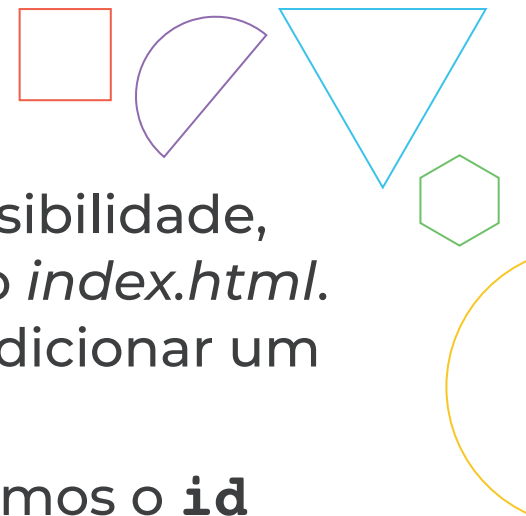 sibilidade,
o index.html.
dicionar um
mos o id